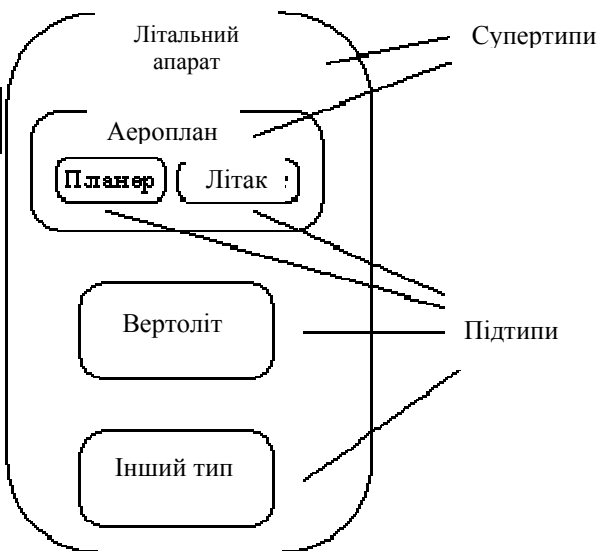 Літальний
апарат
Супертипи
Аероплан
Планер
Літак
Вертоліт
Підтипи
Інший тип